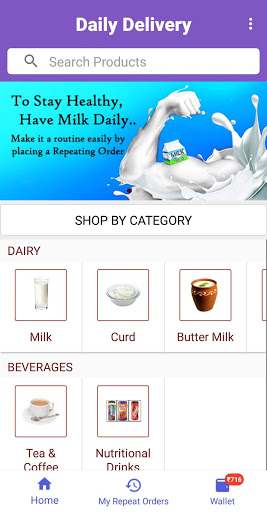 Daily Delivery
Search Products
To Stay Healthy,
Have Milk Daily..
Make it a routine easily by
placing a Repeating Order
MILK
SHOP BY CATEGORY
DAIRY
Milk
Curd
Butter Milk
BEVERAGES
Tea &
Coffee
Nutritional
Drinks
₹716
Home
My Repeat Orders
Wallet